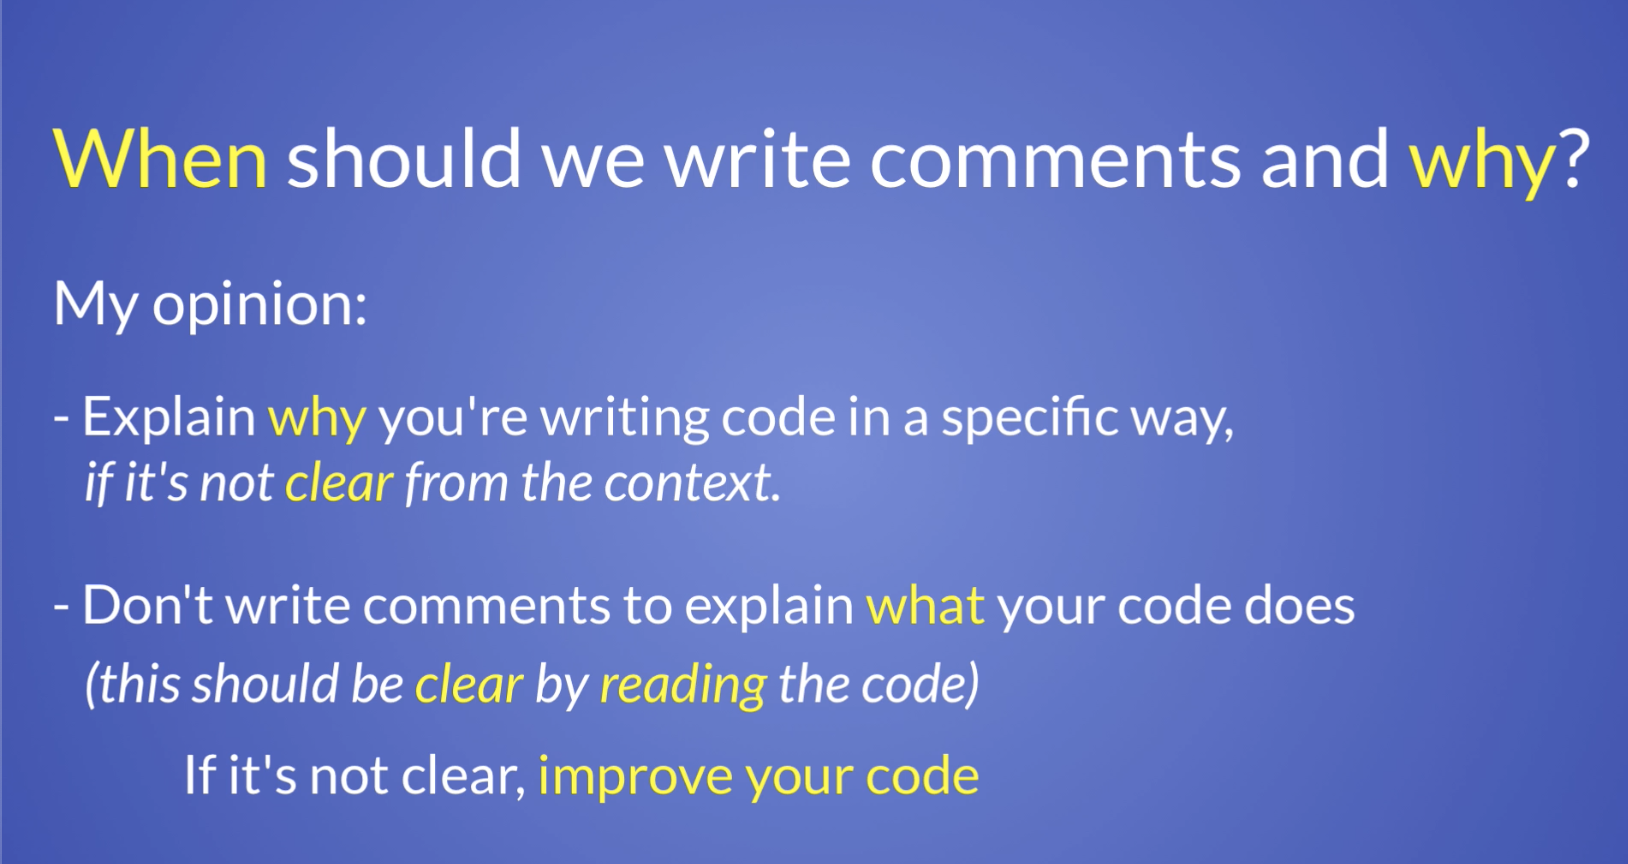 When should we write comments and why?
My opinion:
- Explain why you're writing code in a specific way,
if it's not clear from the context.
- Don't write comments to explain what your code does
(this should be clear by reading the code)
If it's not clear, improve your code